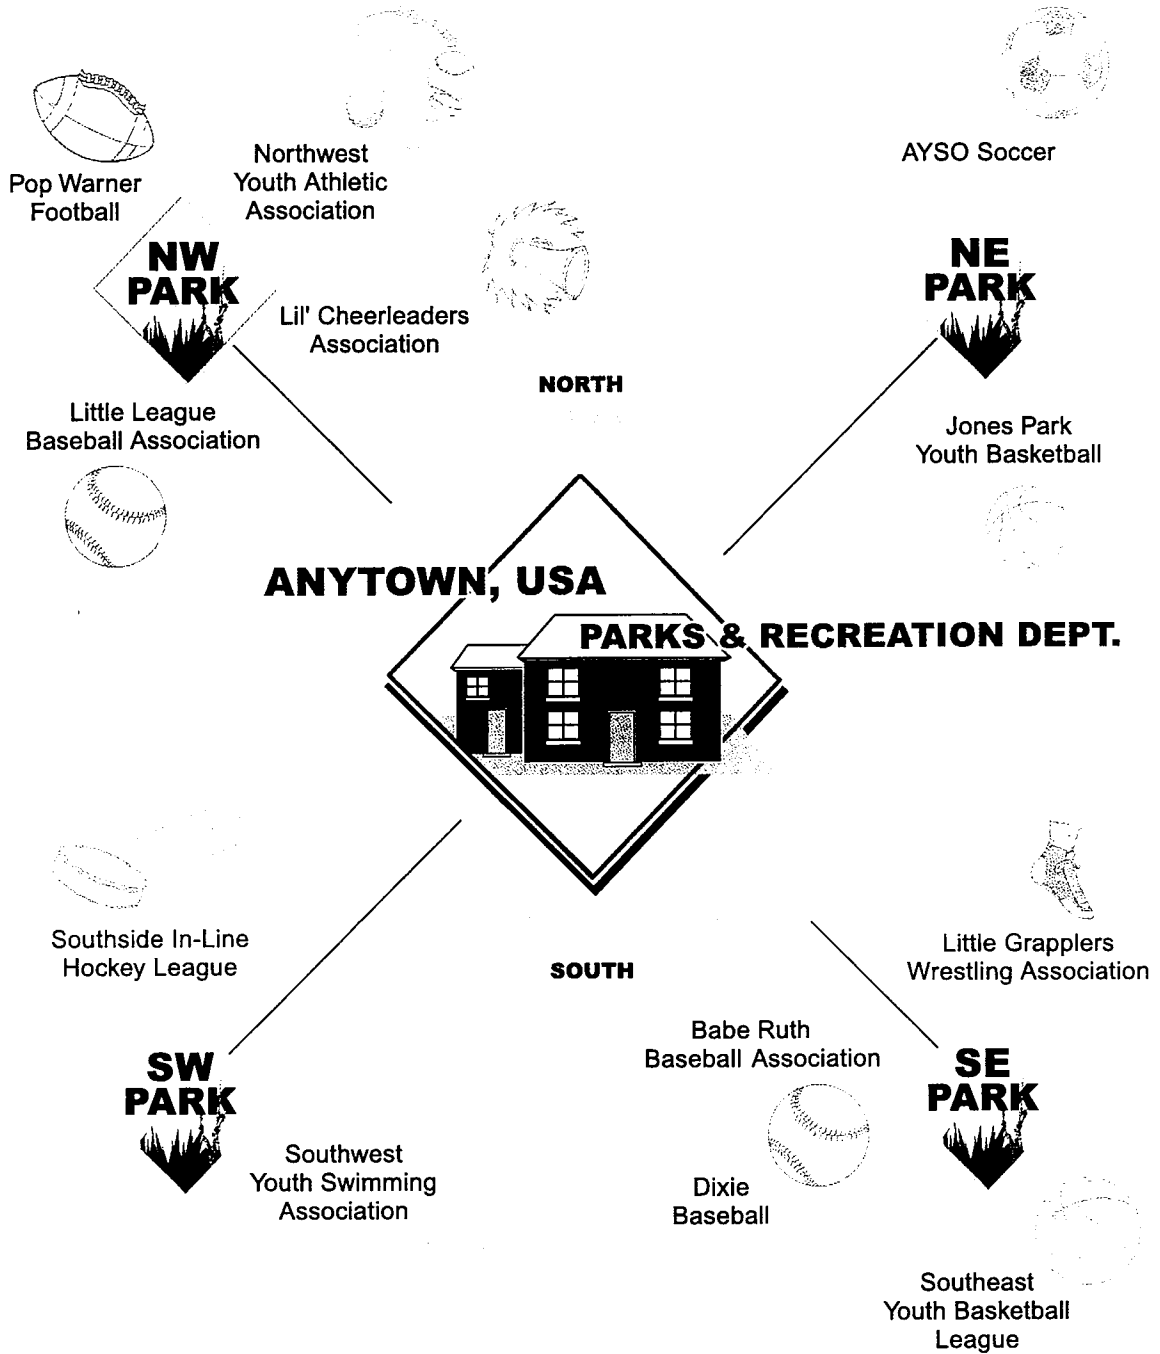 Northwest
Youth Athletic
Association
AYSO Soccer
Pop Warner
Football
NW
PARK
NE
PARK
Lil' Cheerleaders
Association
NORTH
Little League
Baseball Association
Jones Park
Youth Basketball
ANYTOWN, USA
PARKS & RECREATION DEPT.
Southside In-Line
Hockey League
Little Grapplers
Wrestling Association
SOUTH
Babe Ruth
Baseball Association
SW
PARK
SE
PARK
Southwest
Youth Swimming
Association
Dixie
Baseball
Southeast
Youth Basketball
League